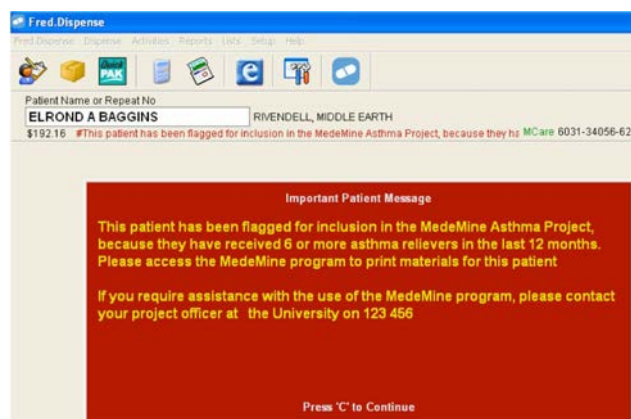 Fred.Dispense
Fred.Dispense Dispense Activities Reports Lists Setup Help
Quick
PAK
Patient Name or Repeat No
ELROND A BAGGINS RIVENDELL, MIDDLE EARTH
$192.16 #This patient has been flagged for inclusion in the MedeMine Asthma Project, because they ha MCare 6031-34056-62
Important Patient Message
This patient has been flagged for inclusion in the MedeMine Asthma Project,
because they have received 6 or more asthma relievers in the last 12 months.
Please access the MedeMine program to print materials for this patient
If you require assistance with the use of the MedeMine program, please contact
your project officer at the University on 123 456
Press 'C' to Continue